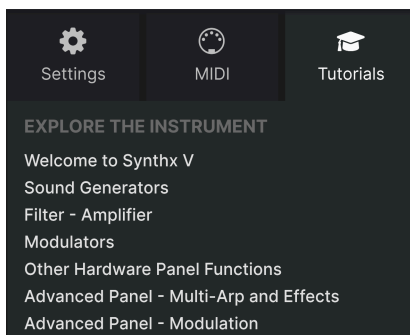 Settings
MIDI
Tutorials
EXPLORE THE INSTRUMENT
Welcome to Synthx V
Sound Generators
Filter - Amplifier
Modulators
Other Hardware Panel Functions
Advanced Panel - Multi-Arp and Effects
Advanced Panel - Modulation